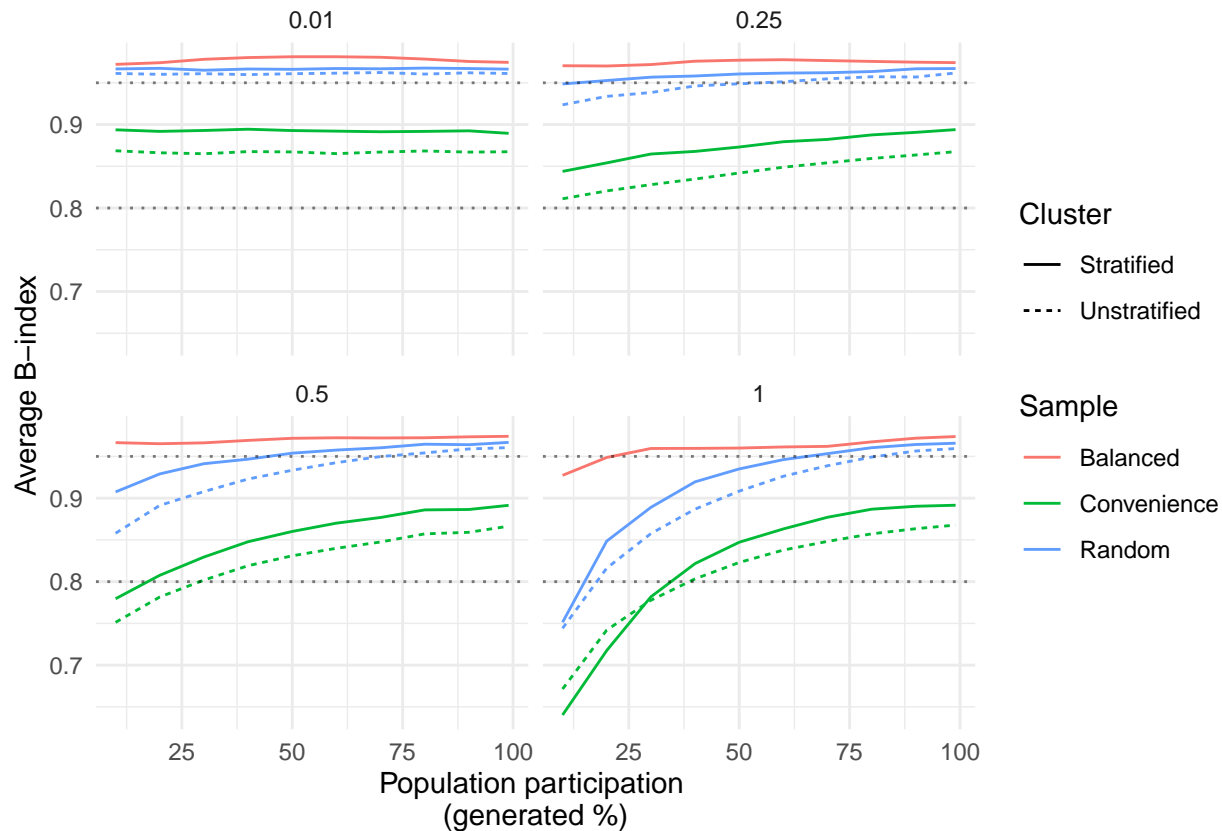 0.01
0.25
0.9
0.8
0.7
0.5
1
0.9
0.8
0.7
25
50
75
100
25
50
75
100
Average B−index
Population participation
(generated %)
Cluster
Stratified
Unstratified
Sample
Balanced
Convenience
Random